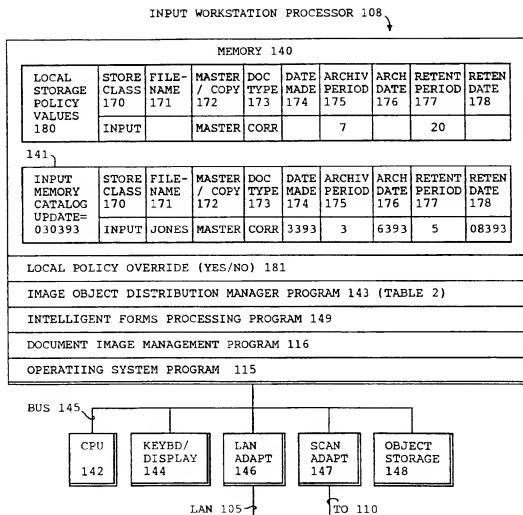 INPUT WORKSTATION PROCESSOR 108
MEMORY 140
LOCAL STORAGE POLICY VALUES 180
STORE CLASS 170
FILE-NAME 171
MASTER / COPY 172
DOC TYPE 173
DATE MADE 174
ARCHIV PERIOD 175
ARCH DATE 176
RETENT PERIOD 177
RETEN DATE 178
INPUT MASTER CORR 7 20
141
INPUT MEMORY CATALOG UPDATE= 030393
STORE CLASS 170
FILE-NAME 171
MASTER / COPY 172
DOC TYPE 173
DATE MADE 174
ARCHIV PERIOD 175
ARCH DATE 176
RETENT PERIOD 177
RETEN DATE 178
INPUT JONES MASTER CORR 3393 3 6393 5 08393
LOCAL POLICY OVERRIDE (YES/NO) 181
IMAGE OBJECT DISTRIBUTION MANAGER PROGRAM 143 (TABLE 2)
INTELLIGENT FORMS PROCESSING PROGRAM 149
DOCUMENT IMAGE MANAGEMENT PROGRAM 116
OPERATIING SYSTEM PROGRAM 115
BUS 145
CPU 142
KEYBD/ DISPLAY 144
LAN ADAPT 146
SCAN ADAPT 147
OBJECT STORAGE 148
LAN 105
TO 110